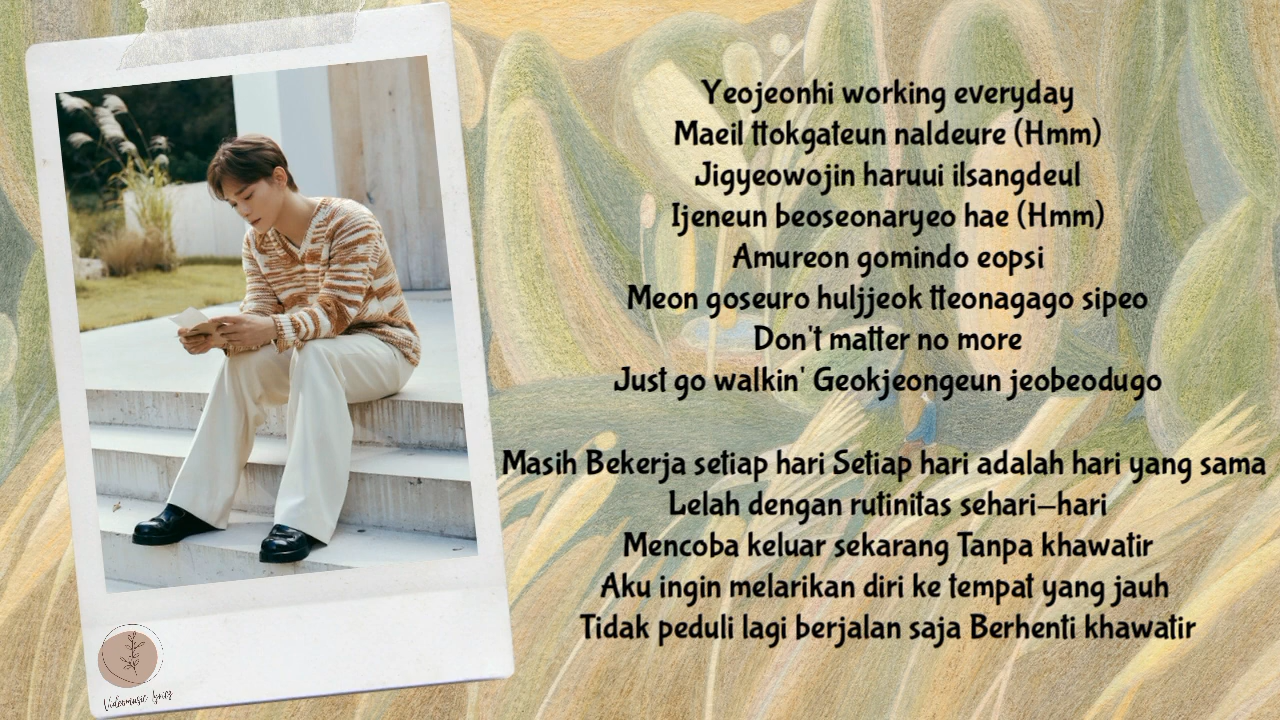 Yeojeonhi working everyday
Maeil ttokgateun naldeure (Hmm)
Jigyeowojin haruui ilsangdeul
Ijeneun beoseonaryeo hae (Hmm)
Amureon gomindo eopsi
Meon goseuro huljjeok tteonagago sipeo
Don't matter no more
Just go walkin' Geokjeongeun jeobeodugo
Masih Bekerja setiap hari Setiap hari adalah hari yang sama
Lelah dengan rutinitas sehari-hari
Mencoba keluar sekarang Tanpa khawatir
Aku ingin melarikan diri ke tempat yang jauh
Tidak peduli lagi berjalan saja Berhenti khawatir